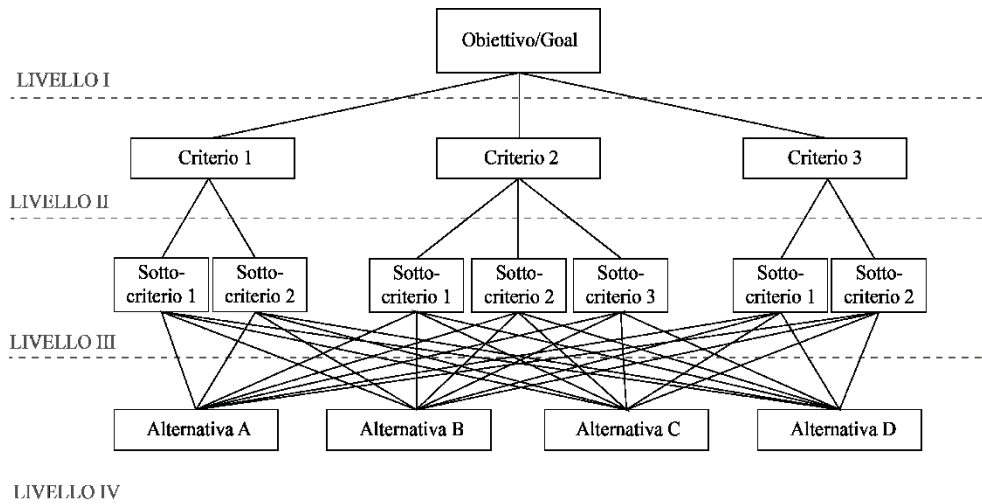 Obiettivo/Goal
LIVELLO I
Criterio 1
Criterio 2
Criterio 3
LIVELLO II
Sotto-
criterio 1
Sotto-
criterio 2
Sotto-
criterio 1
Sotto-
criterio 2
Sotto-
criterio 3
Sotto-
criterio 1
Sotto-
criterio 2
LIVELLO III
Alternativa A
Alternativa B
Alternativa C
Alternativa D
LIVELLO IV